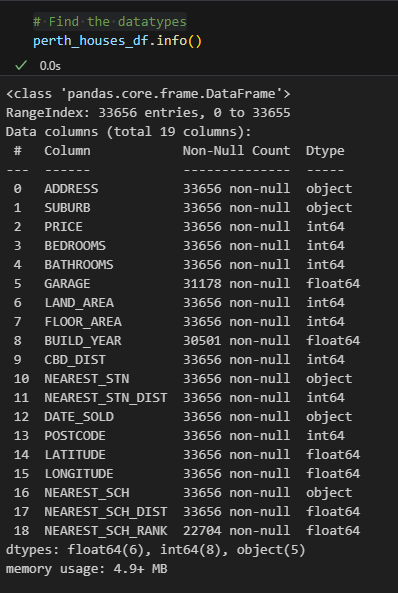 # Find the datatypes
perth_houses_df.info()
0.0s
<class 'pandas.core.frame.DataFrame'>
RangeIndex: 33656 entries, 0 to 33655
Data columns (total 19 columns):
 #   Column            Non-Null Count  Dtype
---  ------            --------------  -----
 0   ADDRESS           33656 non-null  object
 1   SUBURB            33656 non-null  object
 2   PRICE             33656 non-null  int64
 3   BEDROOMS          33656 non-null  int64
 4   BATHROOMS         33656 non-null  int64
 5   GARAGE            31178 non-null  float64
 6   LAND_AREA         33656 non-null  int64
 7   FLOOR_AREA        33656 non-null  int64
 8   BUILD_YEAR        30501 non-null  float64
 9   CBD_DIST          33656 non-null  int64
 10  NEAREST_STN       33656 non-null  object
 11  NEAREST_STN_DIST  33656 non-null  int64
 12  DATE_SOLD         33656 non-null  object
 13  POSTCODE          33656 non-null  int64
 14  LATITUDE          33656 non-null  float64
 15  LONGITUDE         33656 non-null  float64
 16  NEAREST_SCH       33656 non-null  object
 17  NEAREST_SCH_DIST  33656 non-null  float64
 18  NEAREST_SCH_RANK  22704 non-null  float64
dtypes: float64(6), int64(8), object(5)
memory usage: 4.9+ MB